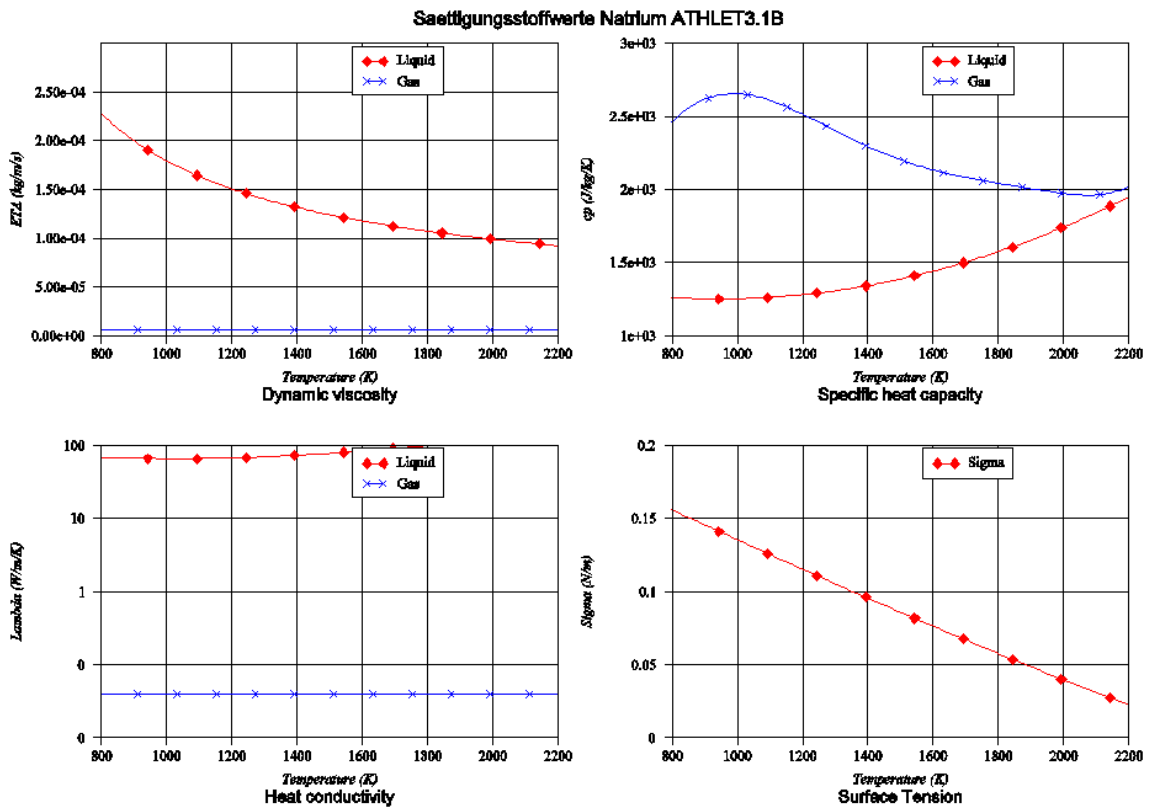 Saettigungsstoffwerte Natrium ATHLET3.1B
Liquid
Gas
2.50e-04
2.00e-04
1.50e-04
1.00e-04
5.00e-05
0.00e+00
ETA (kg/m/s)
800 1000 1200 1400 1600 1800 2000 2200
Temperature (K)
Dynamic viscosity
Liquid
Gas
3e+03
2.5e+03
2e+03
1.5e+03
1e+03
cp (J/kg/K)
800 1000 1200 1400 1600 1800 2000 2200
Temperature (K)
Specific heat capacity
Liquid
Gas
100
10
1
0
0
Lambda (W/m/K)
800 1000 1200 1400 1600 1800 2000 2200
Temperature (K)
Heat conductivity
Sigma
0.2
0.15
0.1
0.05
0
Sigma (N/m)
800 1000 1200 1400 1600 1800 2000 2200
Temperature (K)
Surface Tension